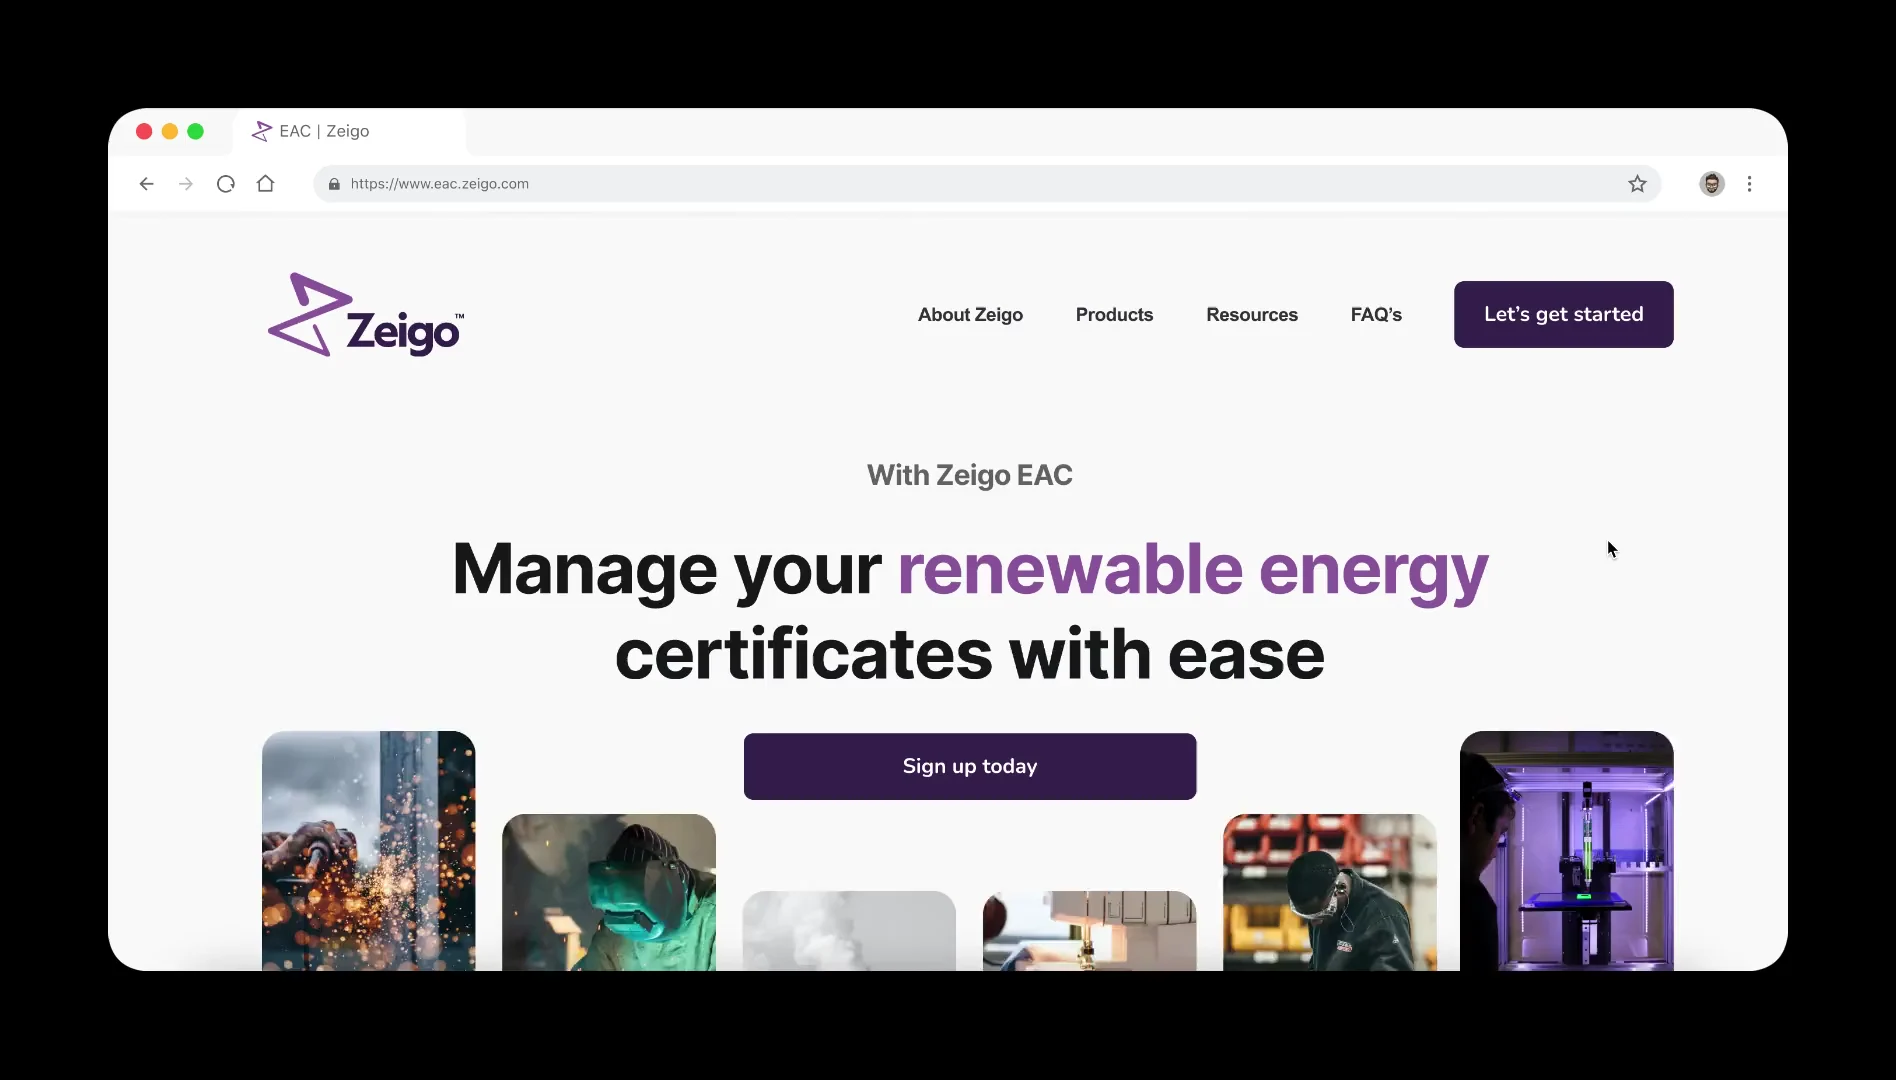 EAC | Zeigo
https://www.eac.zeigo.com
Zeigo™
About Zeigo
Products
Resources
FAQ’s
Let’s get started
With Zeigo EAC
Manage your renewable energy
certificates with ease
Sign up today